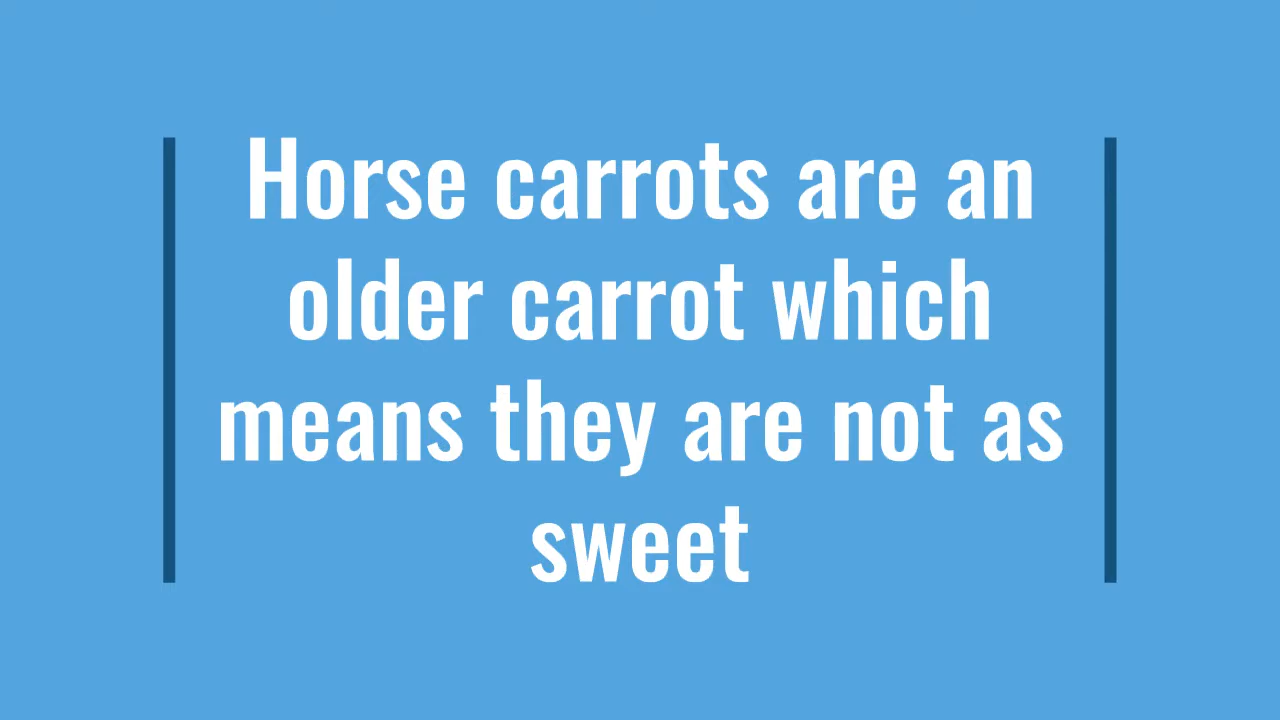 Horse carrots are an
older carrot which
means they are not as
sweet